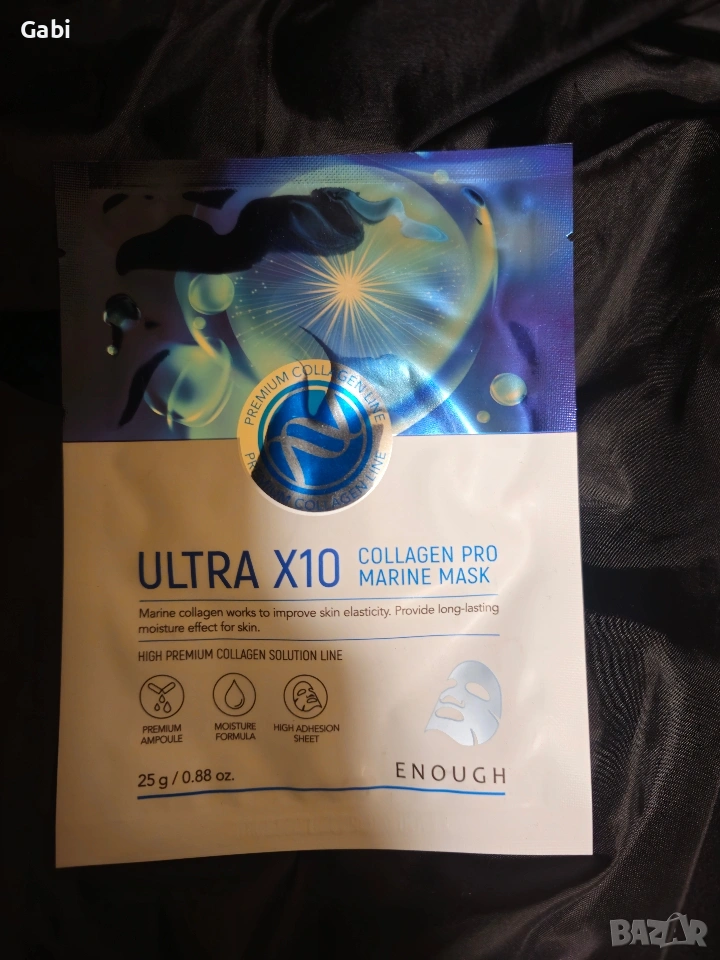 Gabi
PREMIUM COLLAGEN LINE
PREMIUM COLLAGEN LINE
ULTRA X10
COLLAGEN PRO
MARINE MASK
Marine collagen works to improve skin elasticity. Provide long-lasting
moisture effect for skin.
HIGH PREMIUM COLLAGEN SOLUTION LINE
PREMIUM
AMPOULE
MOISTURE
FORMULA
HIGH ADHESION
SHEET
25 g / 0.88 oz.
ENOUGH
BAZAR